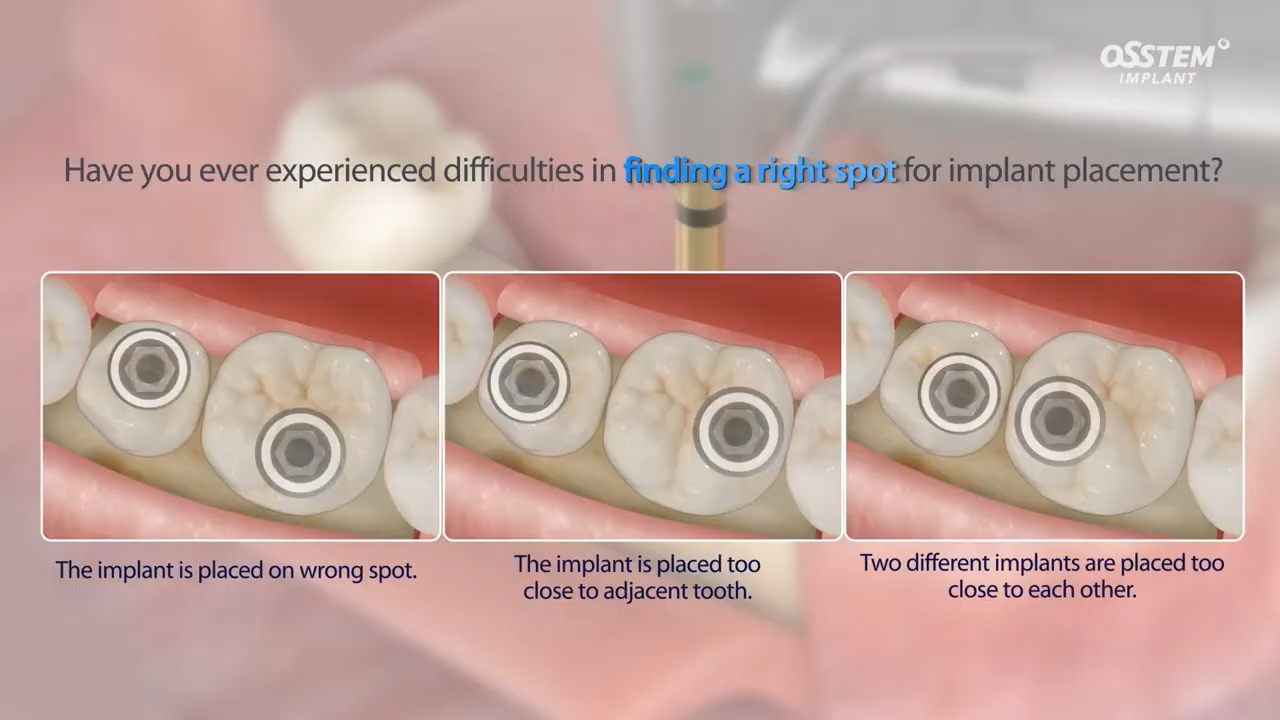 OSSTEM
IMPLANT
Have you ever experienced difficulties in finding a right spot for implant placement?
The implant is placed on wrong spot.
The implant is placed too
close to adjacent tooth.
Two different implants are placed too
close to each other.